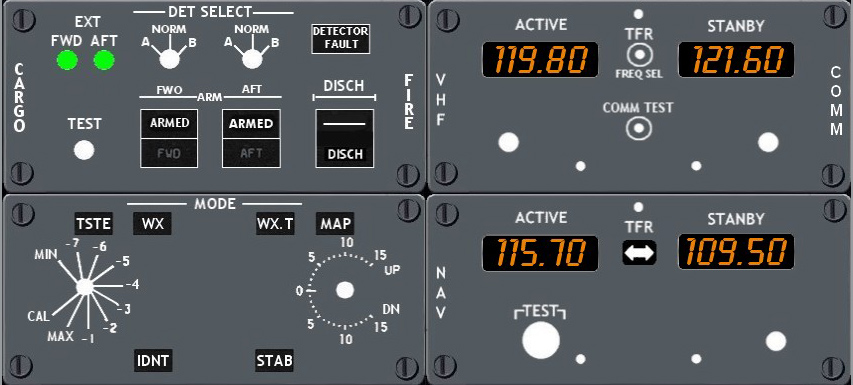 DET SELECT
EXT
FWD AFT
NORM
A B
NORM
A B
DETECTOR
FAULT
CARGO
FIRE
FWO ARM AFT
DISCH
TEST
ARMED
FWD
ARMED
AFT
DISCH
VHF
COMM
ACTIVE
119.80
TFR
FREQ SEL
STANBY
121.60
COMM TEST
MODE
TSTE
WX
WX.T
MAP
MIN
-7
-6
-5
-4
-3
-2
-1
MAX
CAL
10
5 15
UP
0
DN
5 15
10
IDNT
STAB
NAV
ACTIVE
115.70
TFR
STANBY
109.50
TEST